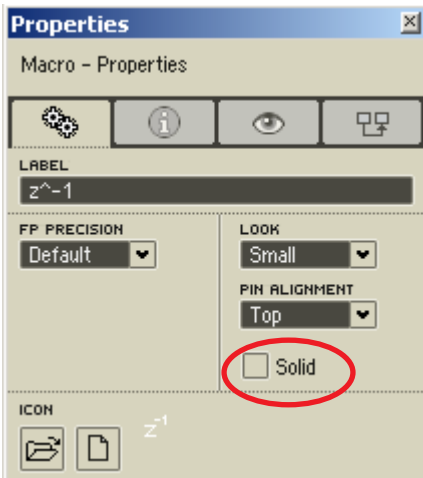 Properties
Macro – Properties
LABEL
z^-1
FP PRECISION
Default
LOOK
Small
PIN ALIGNMENT
Top
Solid
ICON
z-1